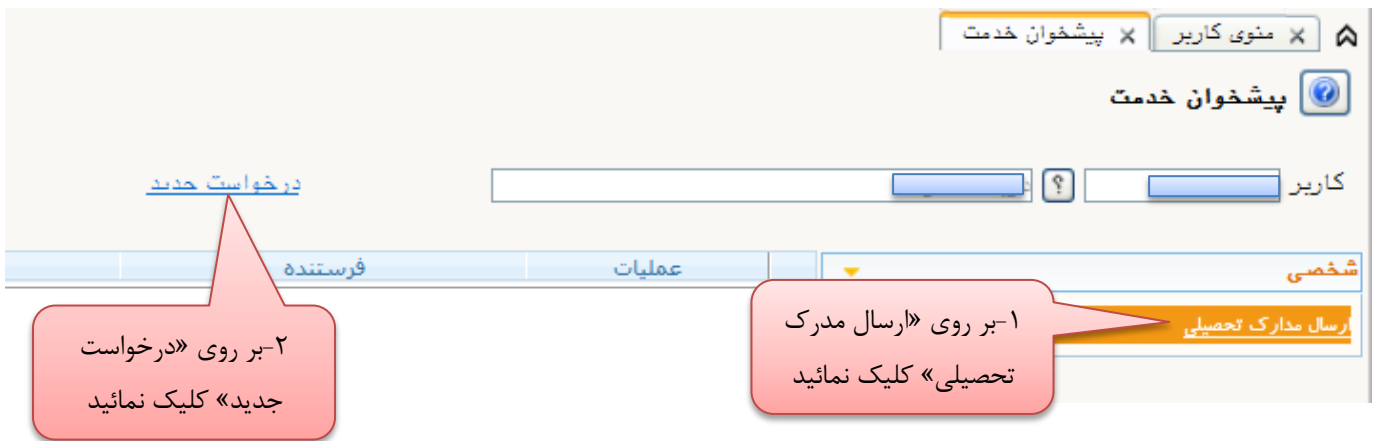 منوی کاربر
پیشخوان خدمت
پیشخوان خدمت
کاربر
؟
درخواست جدید
شخصی
عملیات
فرستنده
ارسال مدارک تحصیلی
۱-بر روی «ارسال مدرک
تحصیلی» کلیک نمائید
۲-بر روی «درخواست
جدید» کلیک نمائید